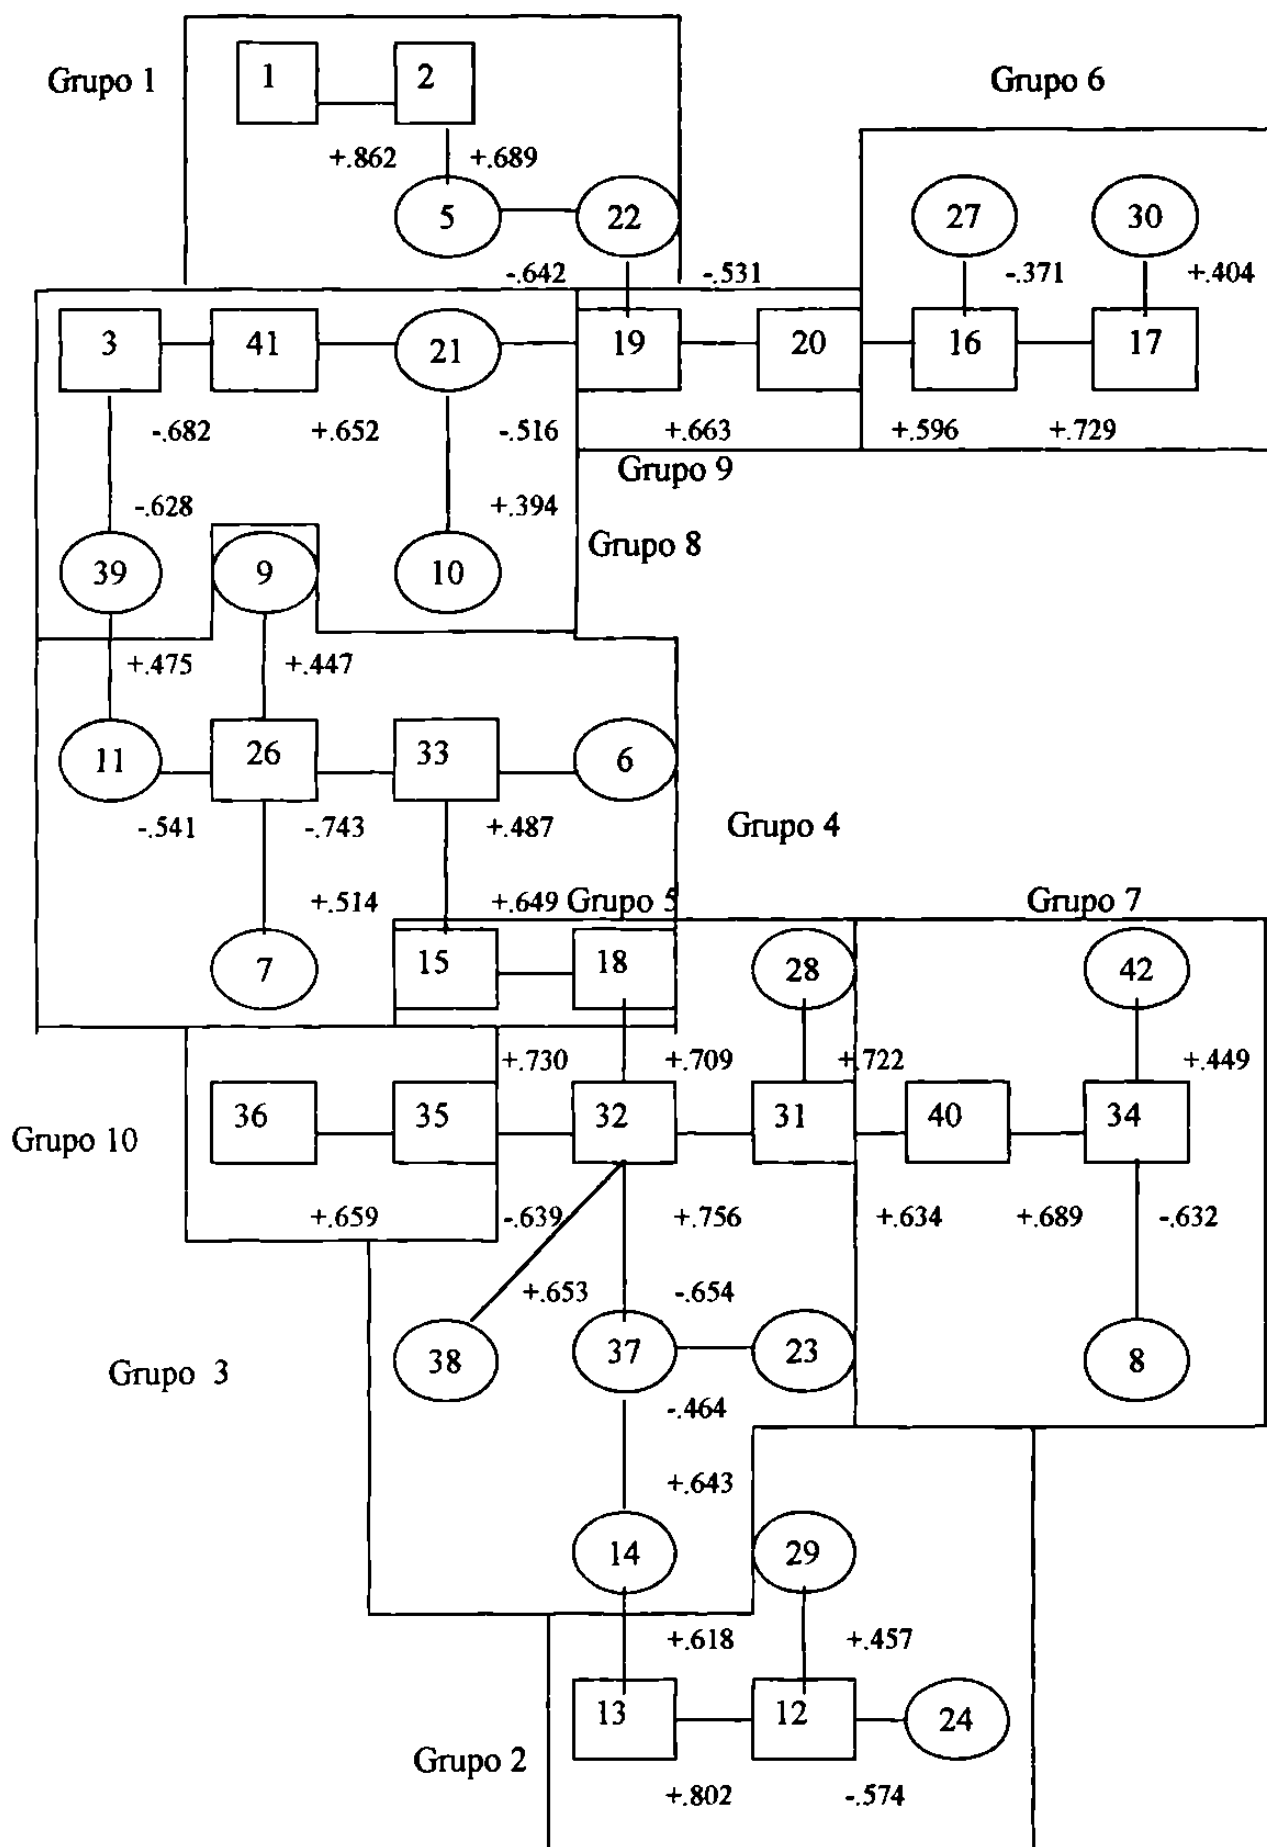 Grupo 1
1 2
Grupo 6
+.862 +.689
5 22 27 30
-.642 -.531 -.371 +.404
3 41 21 19 20 16 17
-.682 +.652 -.516 +.663 +.596 +.729
Grupo 9
-.628 +.394
Grupo 8
39 9 10
+.475 +.447
11 26 33 6
-.541 -.743 +.487
Grupo 4
+.514 +.649 Grupo 5 Grupo 7
7 15 18 28 42
+.730 +.709 +.722 +.449
36 35 32 31 40 34
Grupo 10
+.659 -.639 +.756 +.634 +.689 -.632
+.653 -.654
38 37 23 8
Grupo 3
-.464
+.643
14 29
+.618 +.457
13 12 24
Grupo 2
+.802 -.574